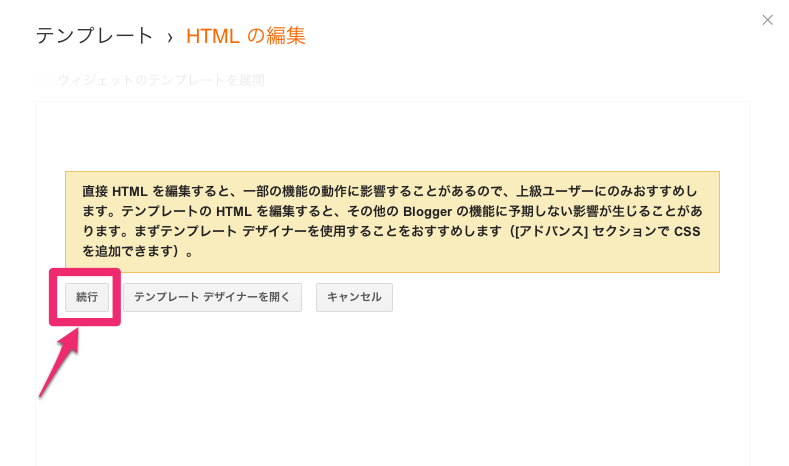 テンプレート › HTML の編集
ウィジェットのテンプレートを展開
直接 HTML を編集すると、一部の機能の動作に影響することがあるので、上級ユーザーにのみおすすめし
ます。テンプレートの HTML を編集すると、その他の Blogger の機能に予期しない影響が生じることがあ
ります。まずテンプレート デザイナーを使用することをおすすめします（[アドバンス] セクションで CSS
を追加できます）。
続行 テンプレート デザイナーを開く キャンセル